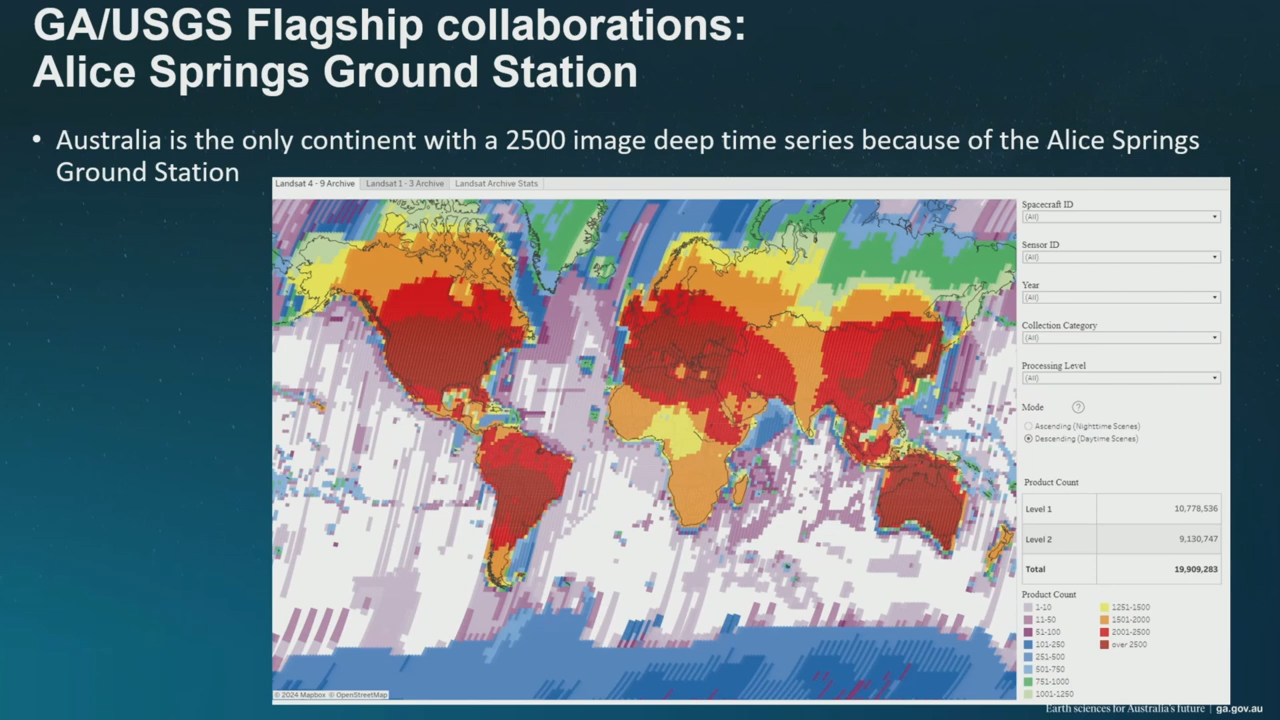 GA/USGS Flagship collaborations:
Alice Springs Ground Station
• Australia is the only continent with a 2500 image deep time series because of the Alice Springs
Ground Station
Landsat 4 - 9 Archive
Landsat 1 - 3 Archive
Landsat Archive Stats
Spacecraft ID
(All)
Sensor ID
(All)
Year
(All)
Collection Category
(All)
Processing Level
(All)
Mode ?
Ascending (Nighttime Scenes)
Descending (Daytime Scenes)
Product Count
Level 1 10,778,536
Level 2 9,130,747
Total 19,909,283
Product Count
1-10
11-50
51-100
101-250
251-500
501-750
751-1000
1001-1250
1251-1500
1501-2000
2001-2500
over 2500
© 2024 Mapbox © OpenStreetMap
Earth sciences for Australia's future | ga.gov.au